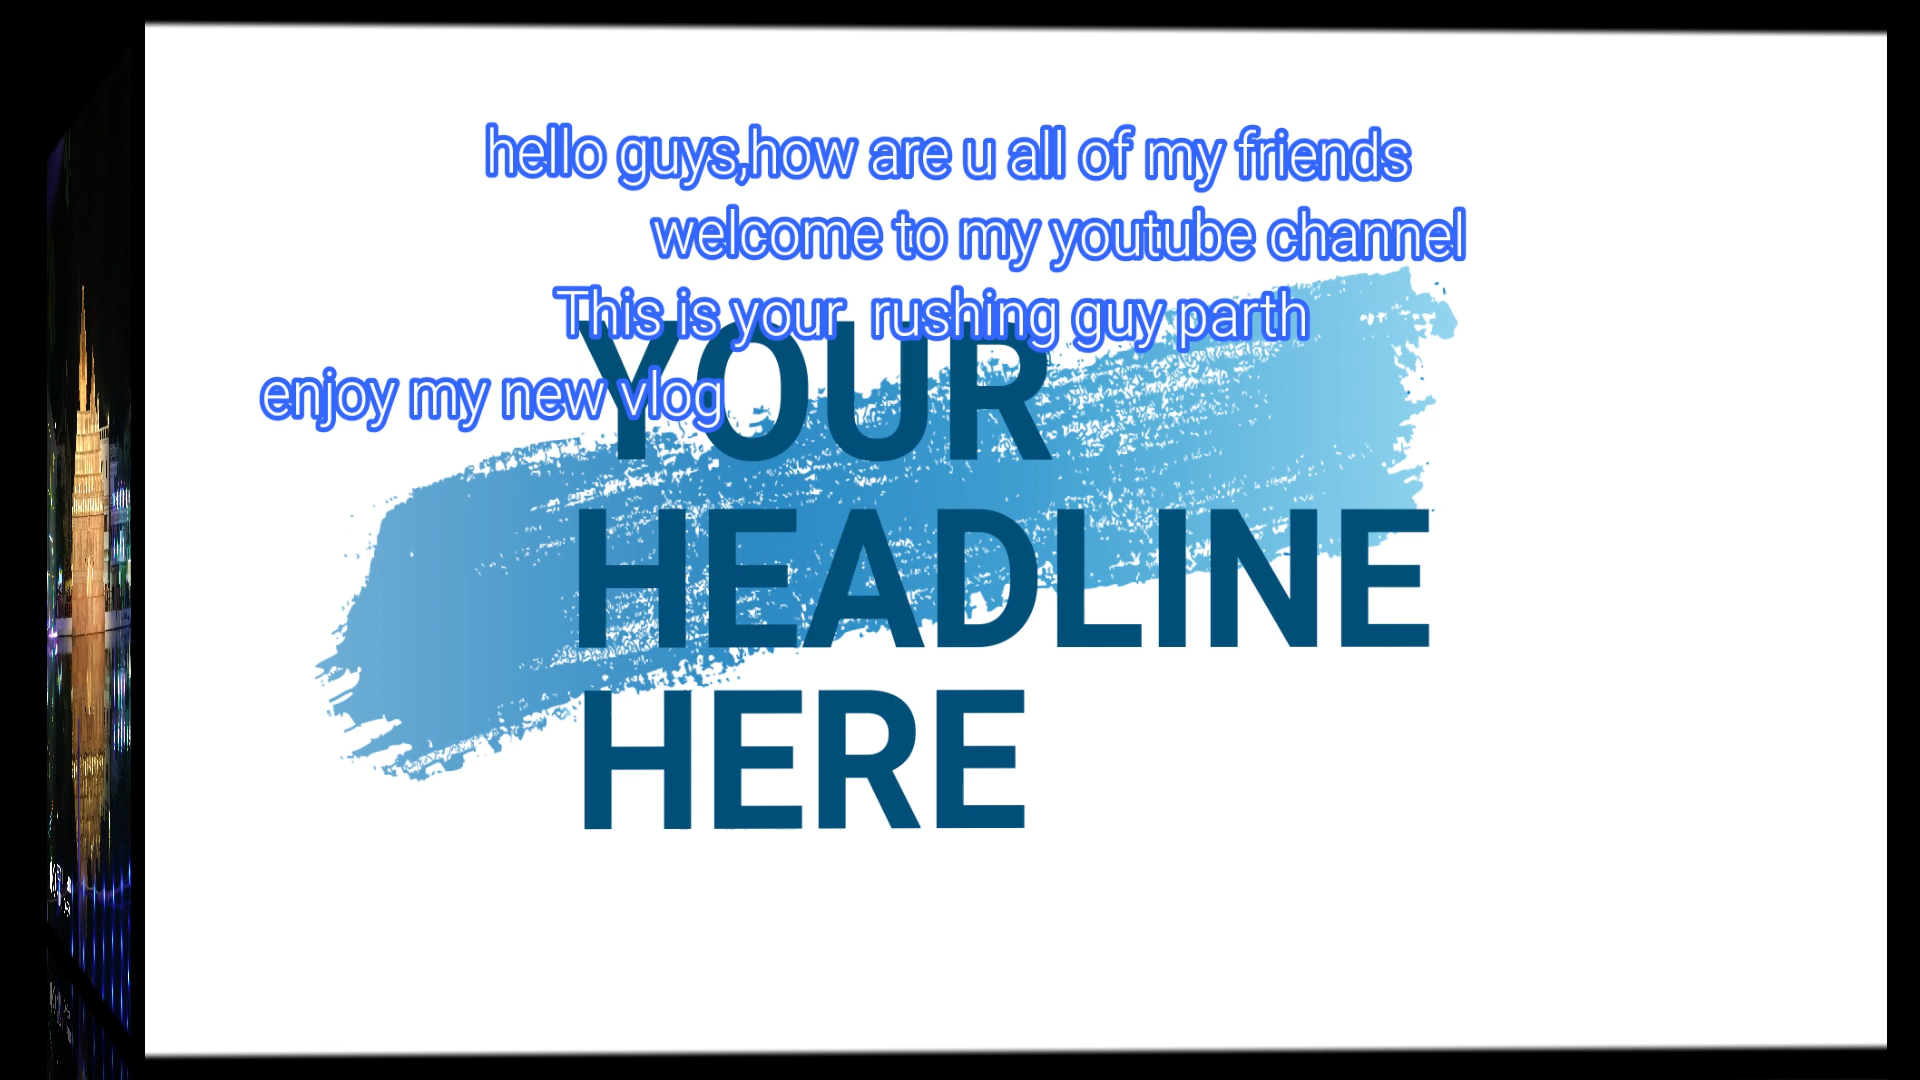 hello guys,how are u all of my friends
welcome to my youtube channel
This is your  rushing guy parth
enjoy my new vlog
YOUR
HEADLINE
HERE